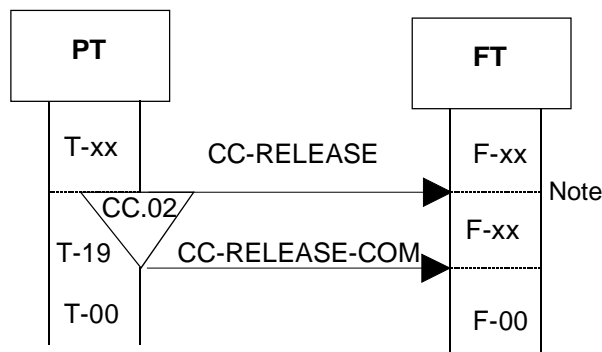 PT
FT
T-xx
CC-RELEASE
F-xx
Note
CC.02
F-xx
T-19
CC-RELEASE-COM
T-00
F-00